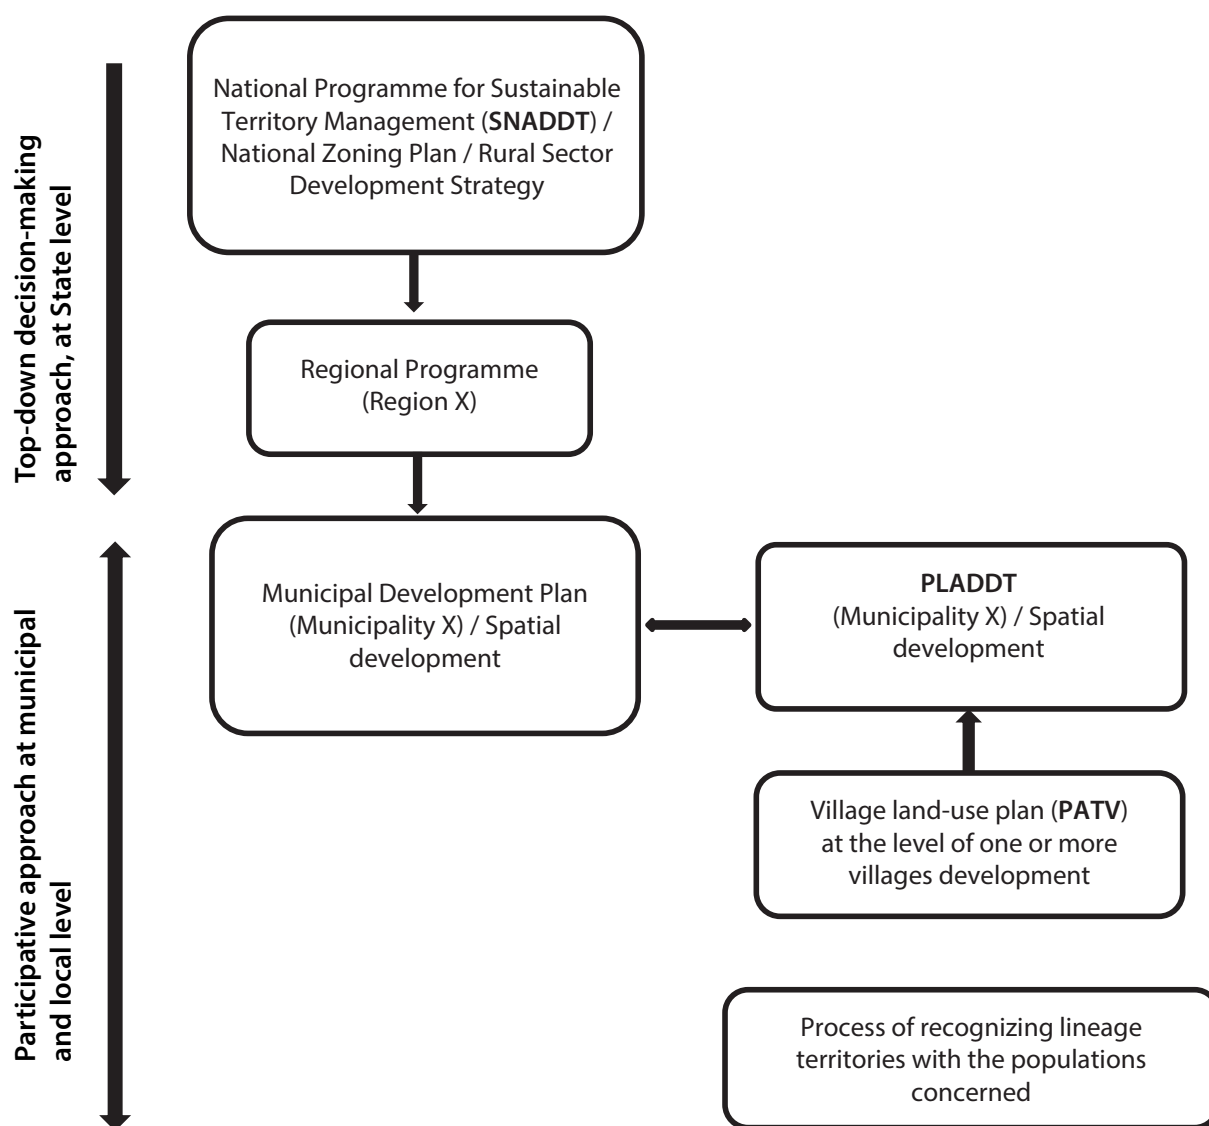 Top-down decision-making
approach, at State level
National Programme for Sustainable
Territory Management (SNADDT) /
National Zoning Plan / Rural Sector
Development Strategy
Regional Programme
(Region X)
Participative approach at municipal
and local level
Municipal Development Plan
(Municipality X) / Spatial
development
PLADDT
(Municipality X) / Spatial
development
Village land-use plan (PATV)
at the level of one or more
villages development
Process of recognizing lineage
territories with the populations
concerned